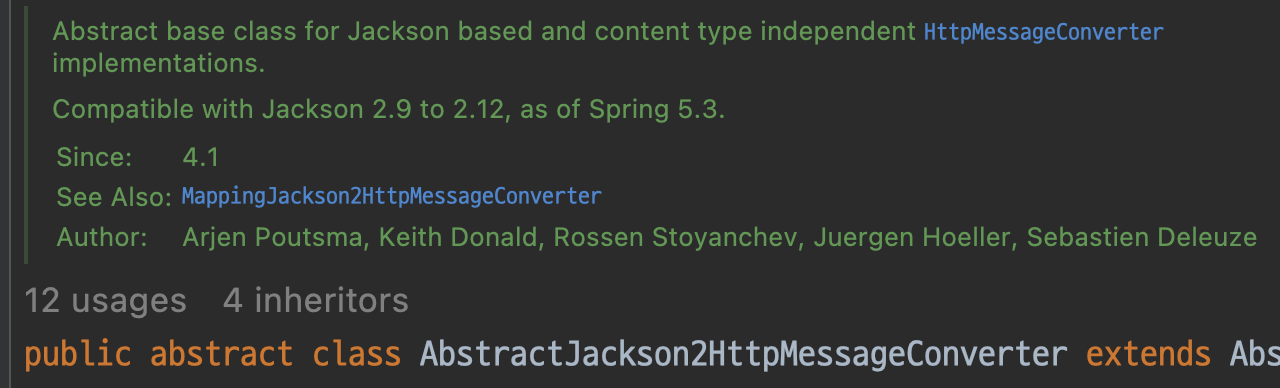 Abstract base class for Jackson based and content type independent HttpMessageConverter
implementations.
Compatible with Jackson 2.9 to 2.12, as of Spring 5.3.
Since: 4.1
See Also: MappingJackson2HttpMessageConverter
Author: Arjen Poutsma, Keith Donald, Rossen Stoyanchev, Juergen Hoeller, Sebastien Deleuze
12 usages 4 inheritors
public abstract class AbstractJackson2HttpMessageConverter extends Abs